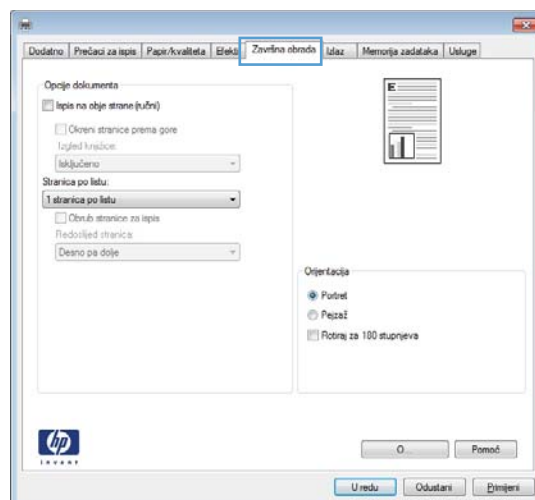 Dodatno Prečaci za ispis Papir/kvaliteta Efekti Završna obrada Izlaz Memorija zadataka Usluge
Opcije dokumenta
Ispis na obje strane (ručni)
Okreni stranice prema gore
Izgled knjižice:
Isključeno
Stranica po listu:
1 stranica po listu
Obrub stranice za ispis
Redoslijed stranica:
Desno pa dolje
E
Orijentacija
Portret
Pejzaž
Rotiraj za 180 stupnjeva
hp
invent
O... Pomoć
U redu Odustani Primijeni